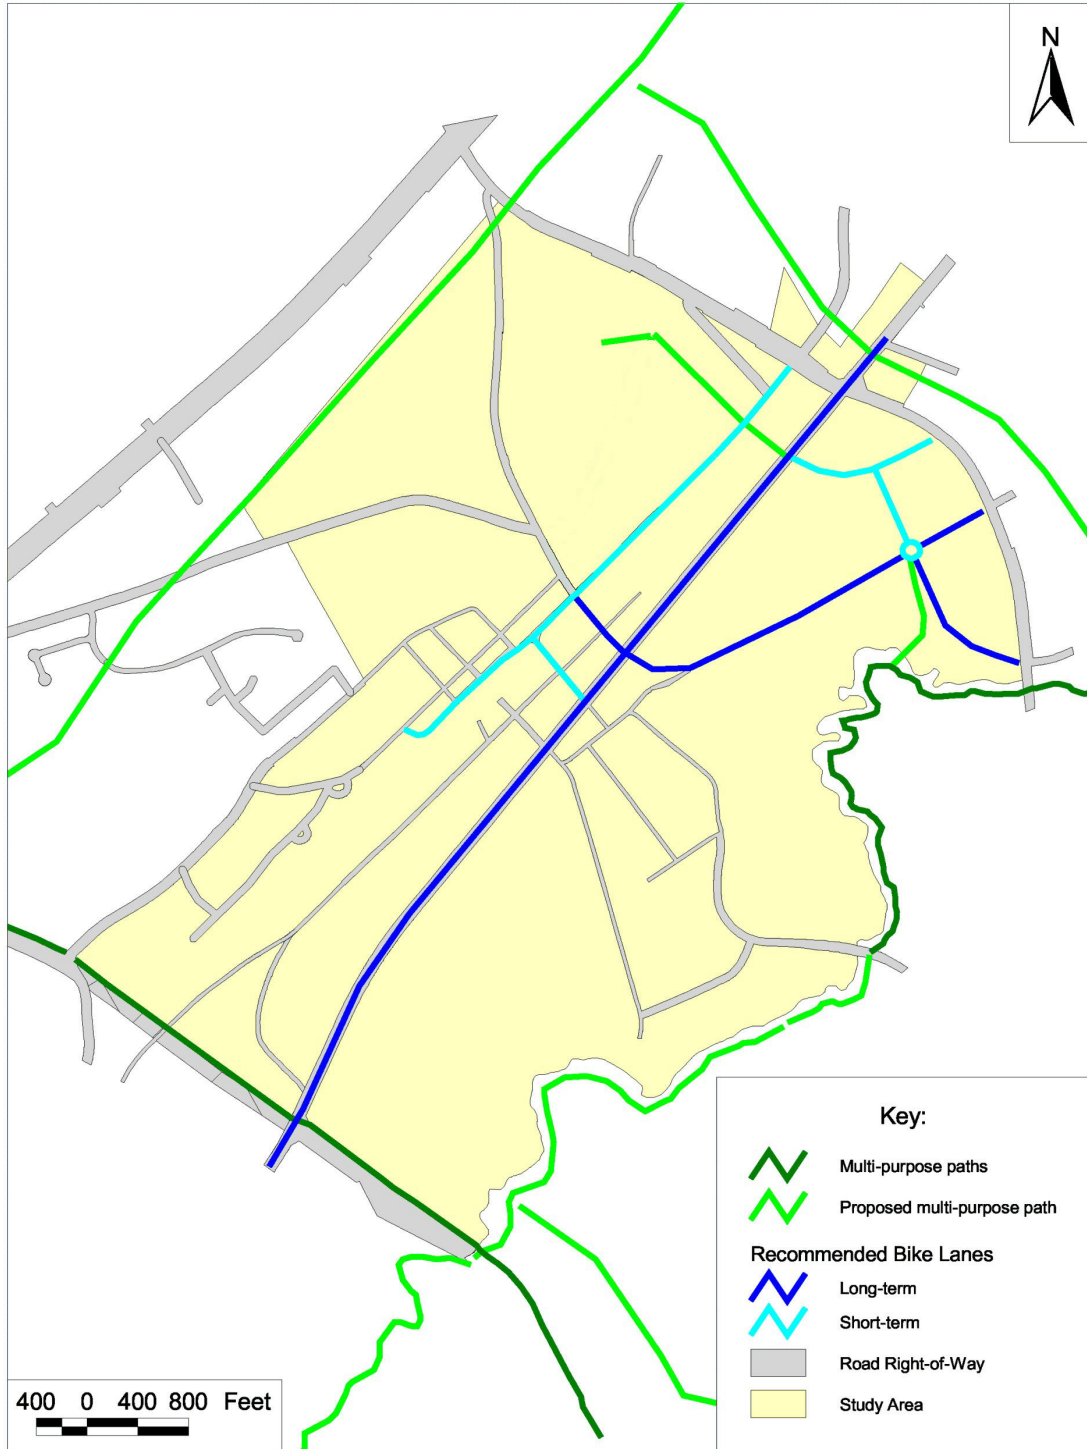 N
Key:
Multi-purpose paths
Proposed multi-purpose path
Recommended Bike Lanes
Long-term
Short-term
Road Right-of-Way
Study Area
400 0 400 800 Feet